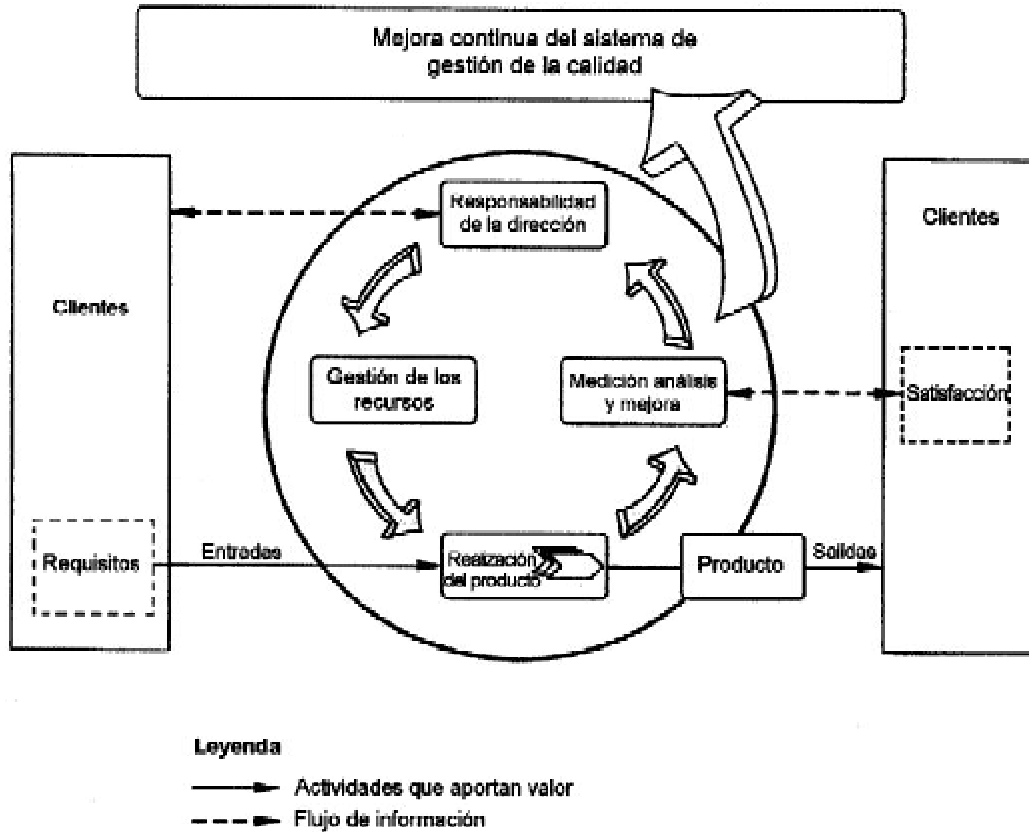 Mejora continua del sistema de
gestión de la calidad
Responsabilidad
de la dirección
Clientes
Clientes
Gestión de los
recursos
Medición análisis
y mejora
Satisfacción
Requisitos
Entradas
Realización
del producto
Producto
Salidas
Leyenda
Actividades que aportan valor
Flujo de información